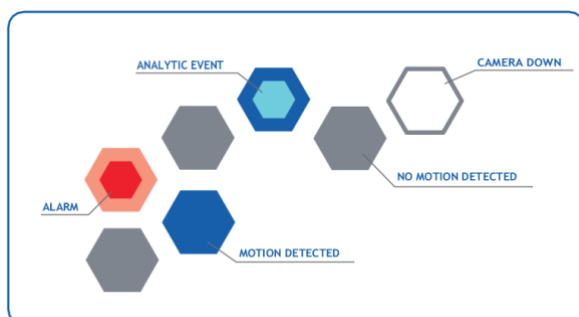 CAMERA DOWN
ANALYTIC EVENT
NO MOTION DETECTED
ALARM
MOTION DETECTED